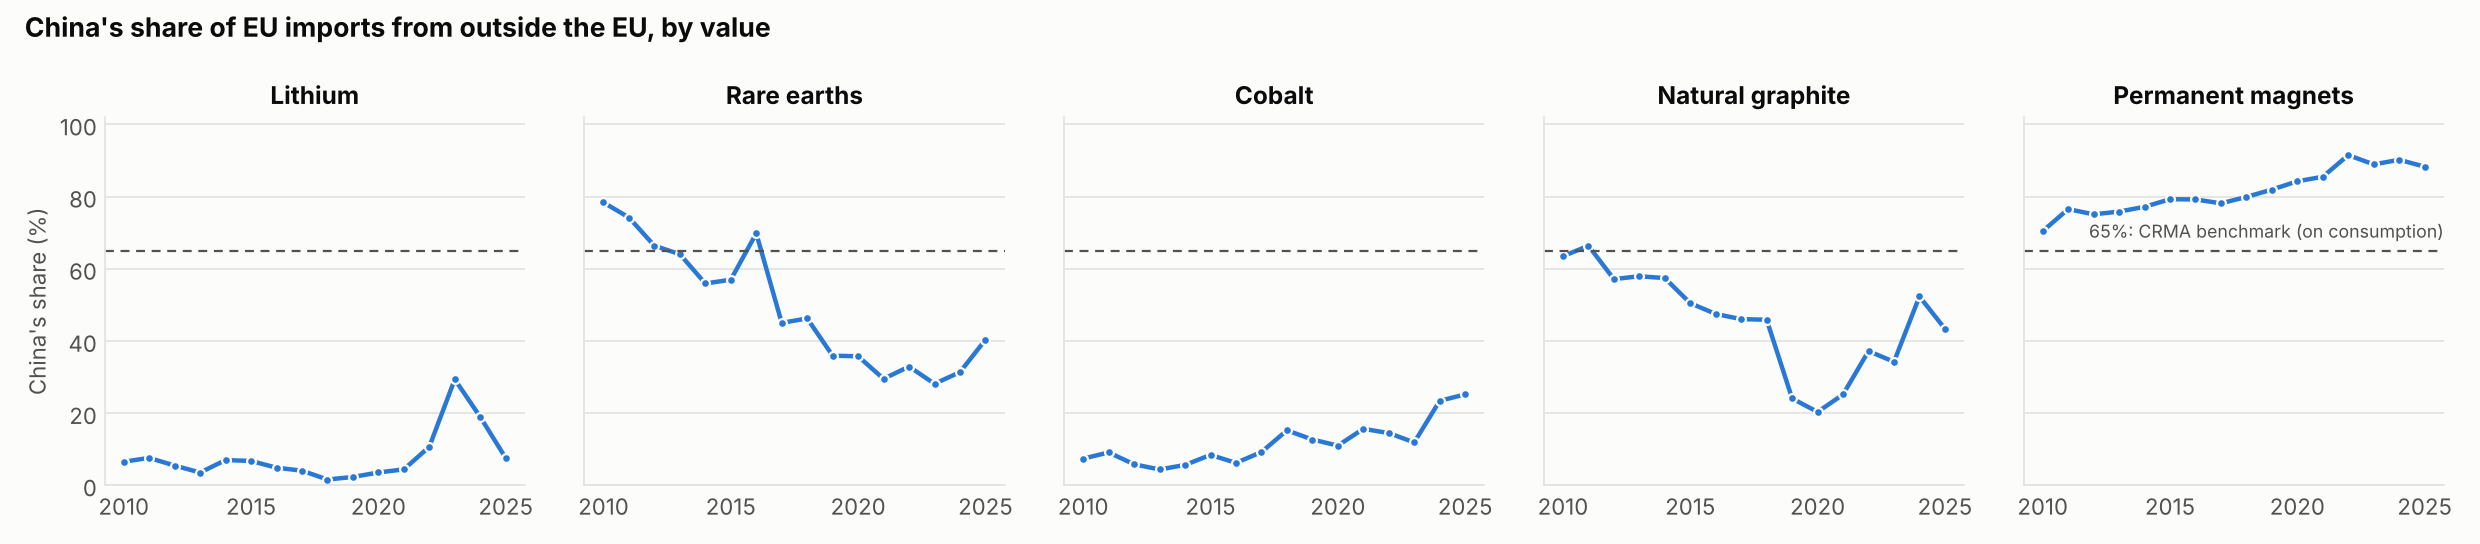 China's share of EU imports from outside the EU, by value
Lithium
Rare earths
Cobalt
Natural graphite
Permanent magnets
China's share (%)
100
80
60
40
20
0
65%: CRMA benchmark (on consumption)
2010 2015 2020 2025
2010 2015 2020 2025
2010 2015 2020 2025
2010 2015 2020 2025
2010 2015 2020 2025